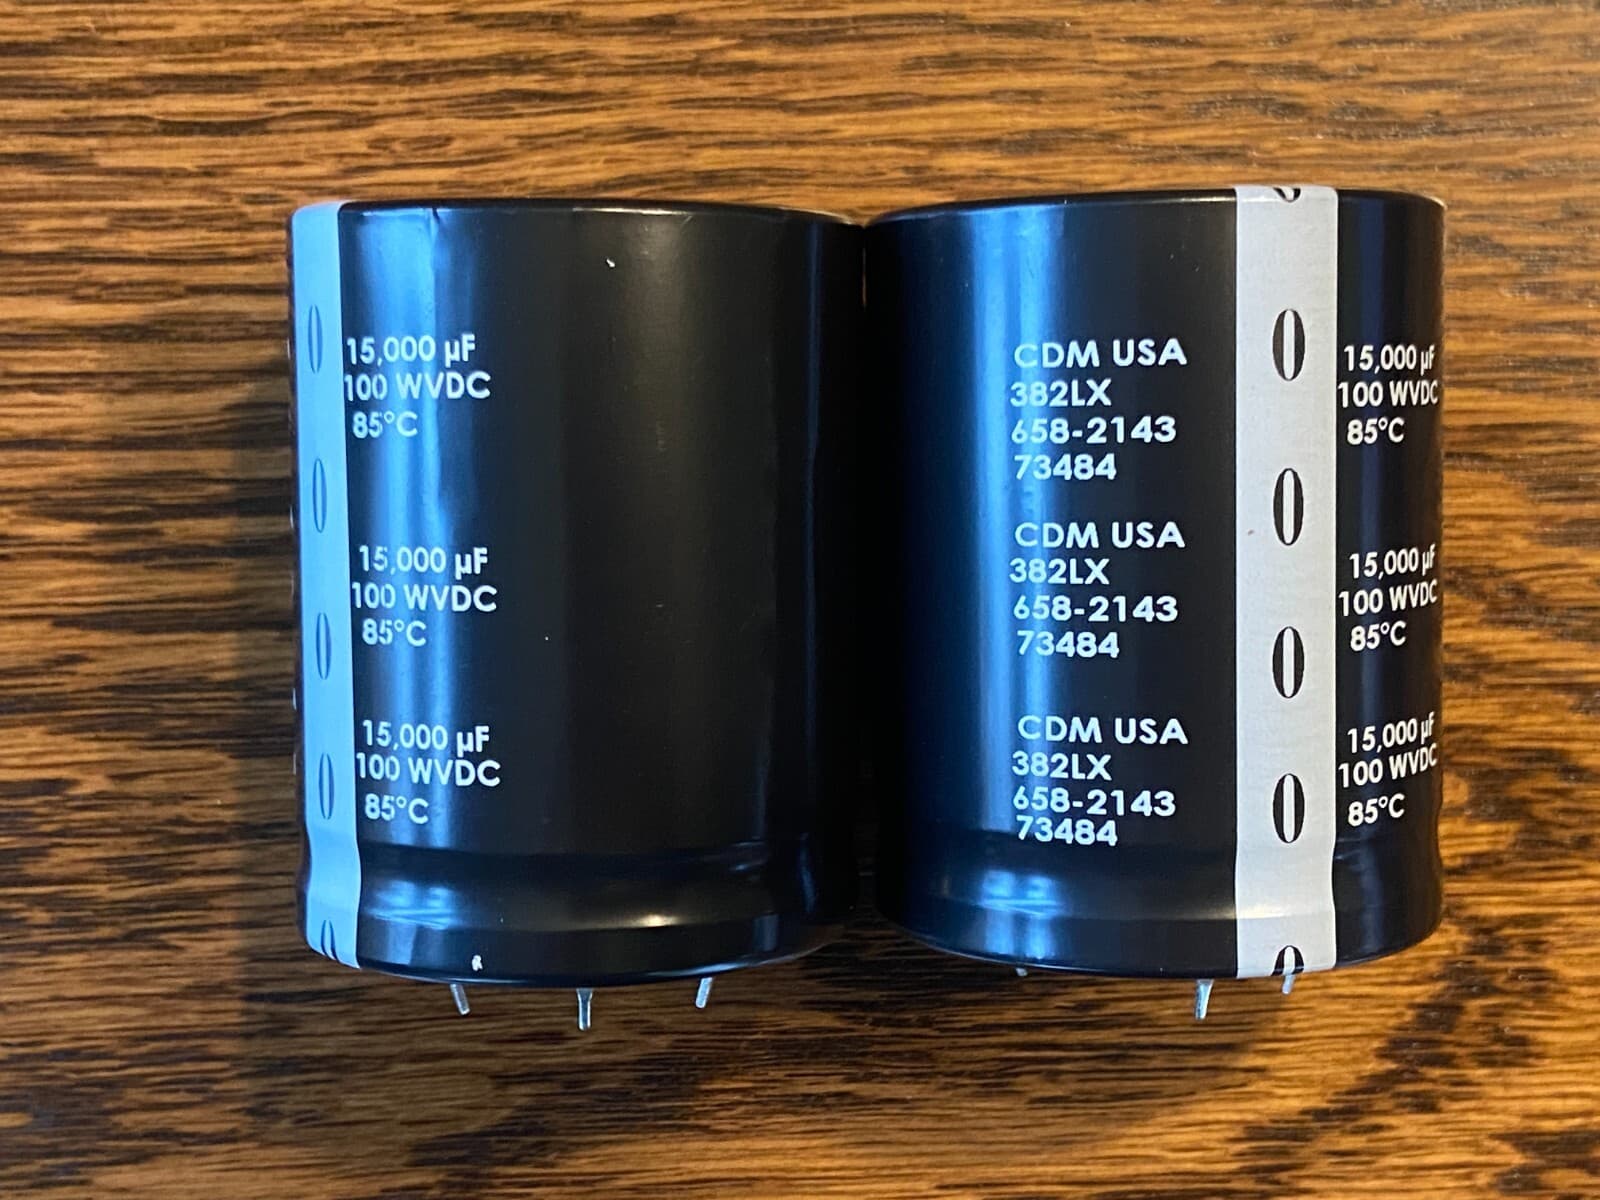 15,000 µF
100 WVDC
85°C
15,000 µF
100 WVDC
85°C
15,000 µF
100 WVDC
85°C
CDM USA
382LX
658-2143
73484
CDM USA
382LX
658-2143
73484
CDM USA
382LX
658-2143
73484
15,000 µF
100 WVDC
85°C
15,000 µF
100 WVDC
85°C
15,000 µF
100 WVDC
85°C